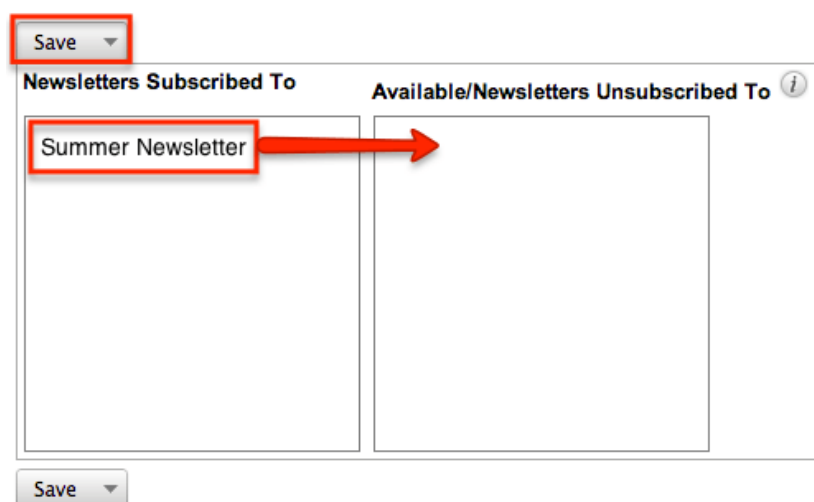 Save
Newsletters Subscribed To
Available/Newsletters Unsubscribed To i
Summer Newsletter
Save